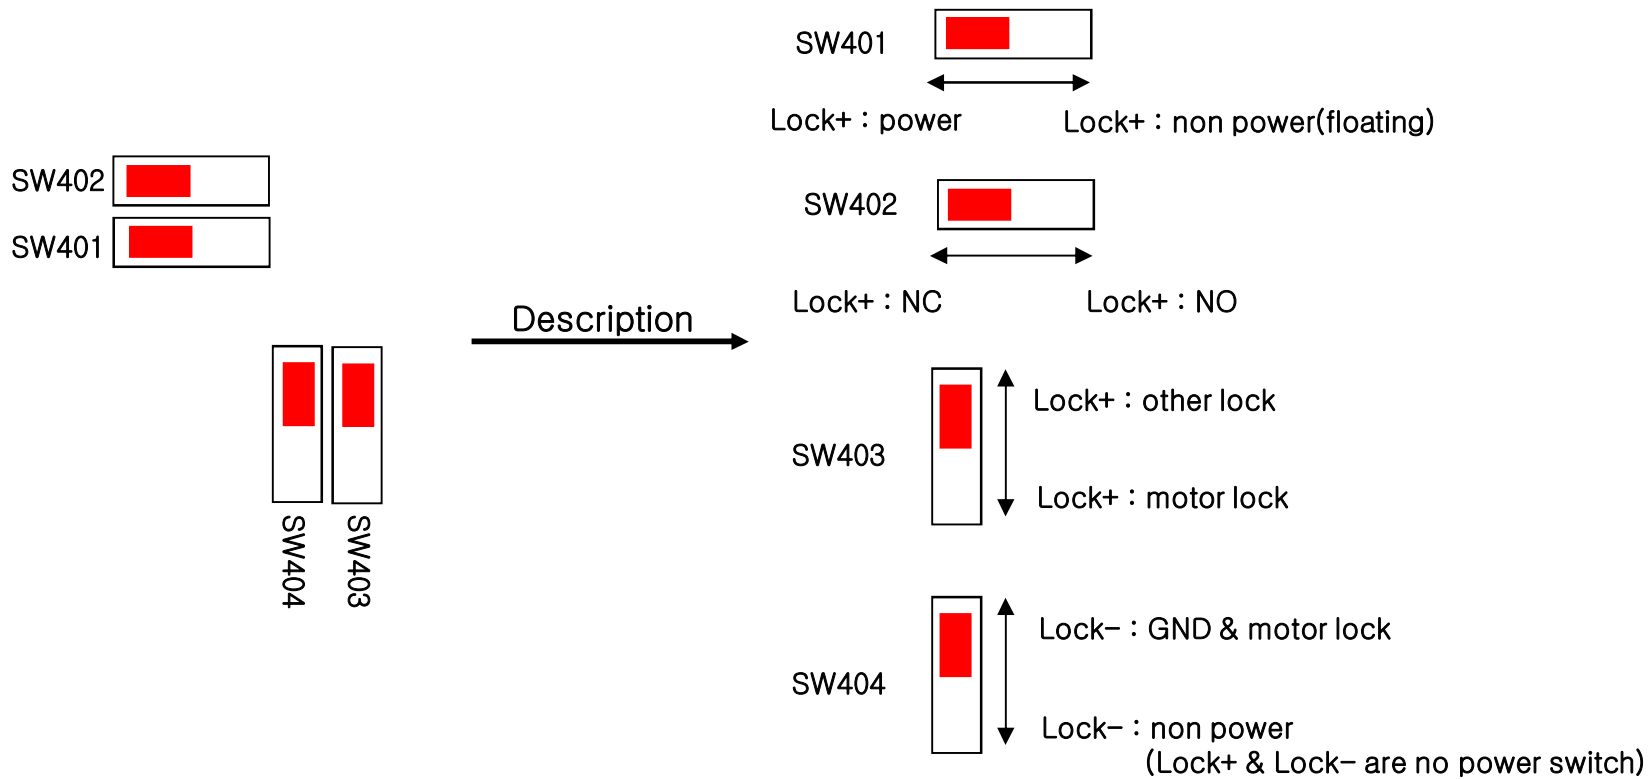 SW402
SW401
SW404
SW403
Description
SW401
Lock+ : power
Lock+ : non power(floating)
SW402
Lock+ : NC
Lock+ : NO
SW403
Lock+ : other lock
Lock+ : motor lock
SW404
Lock- : GND & motor lock
Lock- : non power
(Lock+ & Lock- are no power switch)